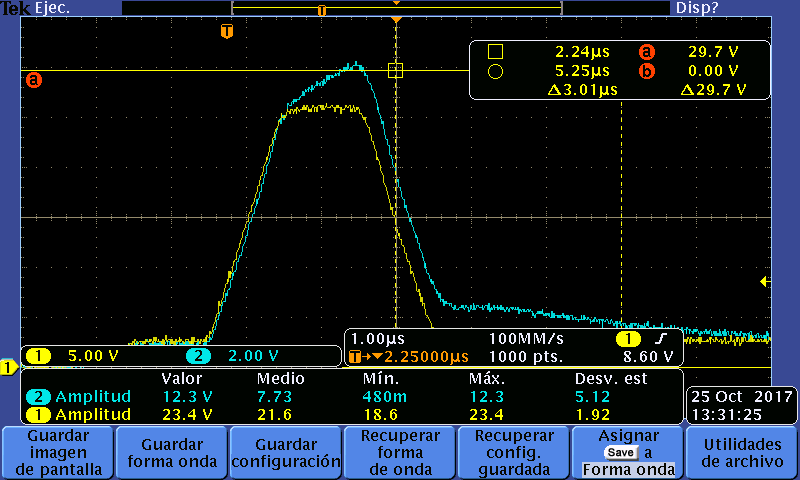 Tek Ejec. Disp?
T
T
a
2.24µs a 29.7 V
5.25µs b 0.00 V
Δ3.01µs Δ29.7 V
1 5.00 V 2 2.00 V
1.00µs 100MM/s 1
T→▼2.25000µs 1000 pts. 8.60 V
1
Valor Medio Mín. Máx. Desv. est
2 Amplitud 12.3 V 7.73 480m 12.3 5.12
1 Amplitud 23.4 V 21.6 18.6 23.4 1.92
25 Oct 2017
13:31:25
Guardar
imagen
de pantalla
Guardar
forma onda
Guardar
configuración
Recuperar
forma
de onda
Recuperar
config.
guardada
Asignar
Save a
Forma onda
Utilidades
de archivo